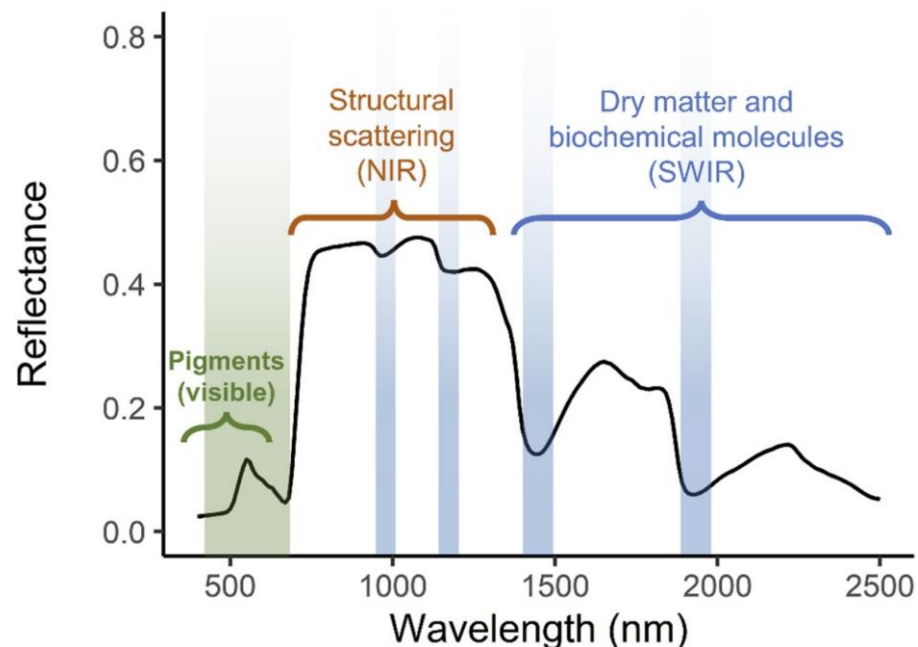 0.8
0.6
0.4
0.2
0.0
Reflectance
Structural
scattering
(NIR)
Dry matter and
biochemical molecules
(SWIR)
Pigments
(visible)
500 1000 1500 2000 2500
Wavelength (nm)